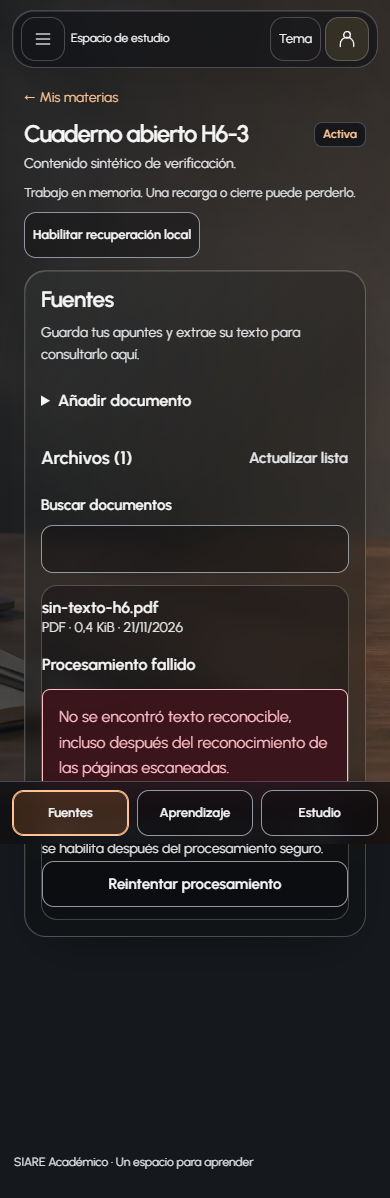 Espacio de estudio
Tema
← Mis materias
Cuaderno abierto H6-3
Activa
Contenido sintético de verificación.
Trabajo en memoria. Una recarga o cierre puede perderlo.
Habilitar recuperación local
Fuentes
Guarda tus apuntes y extrae su texto para
consultarlo aquí.
▶ Añadir documento
Archivos (1)
Actualizar lista
Buscar documentos
sin-texto-h6.pdf
PDF · 0,4 KiB · 21/11/2026
Procesamiento fallido
No se encontró texto reconocible,
incluso después del reconocimiento de
las páginas escaneadas.
Fuentes
Aprendizaje
Estudio
se habilita después del procesamiento seguro.
Reintentar procesamiento
SIARE Académico · Un espacio para aprender